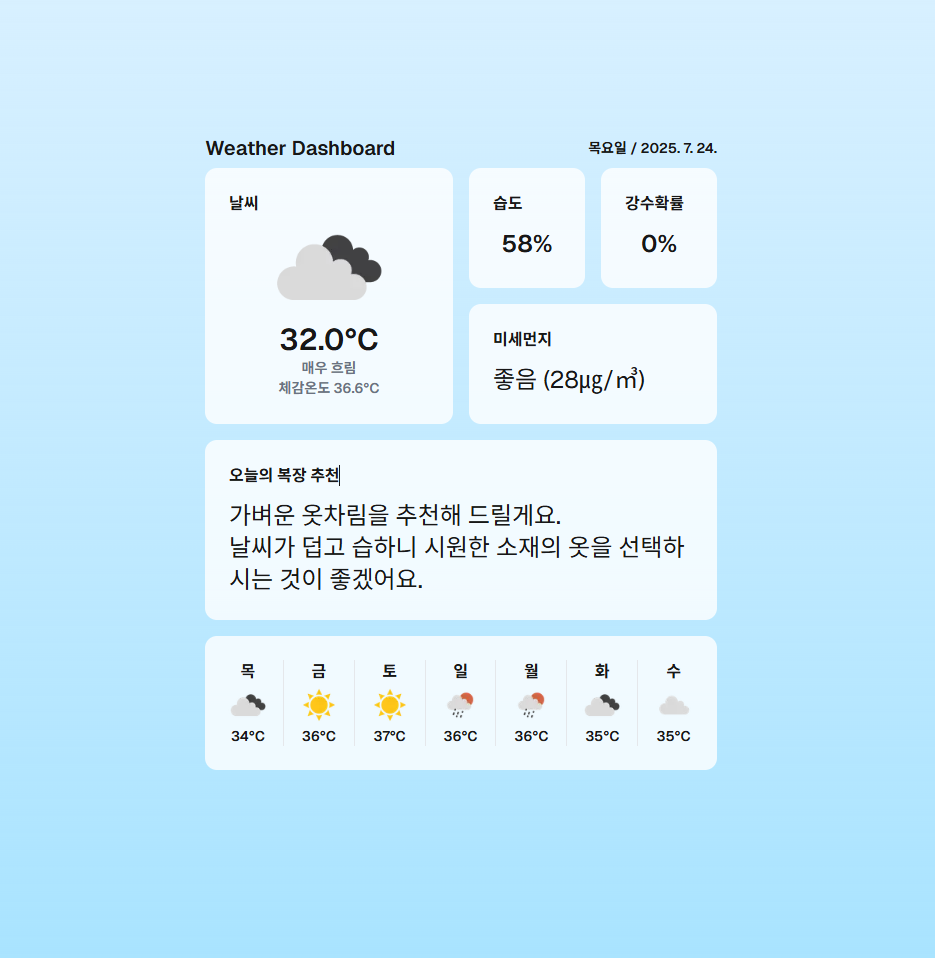 Weather Dashboard
목요일 / 2025. 7. 24.
날씨
32.0°C
매우 흐림
체감온도 36.6°C
습도
58%
강수확률
0%
미세먼지
좋음 (28μg/㎥)
오늘의 복장 추천
가벼운 옷차림을 추천해 드릴게요.
날씨가 덥고 습하니 시원한 소재의 옷을 선택하
시는 것이 좋겠어요.
목 금 토 일 월 화 수
34°C 36°C 37°C 36°C 36°C 35°C 35°C